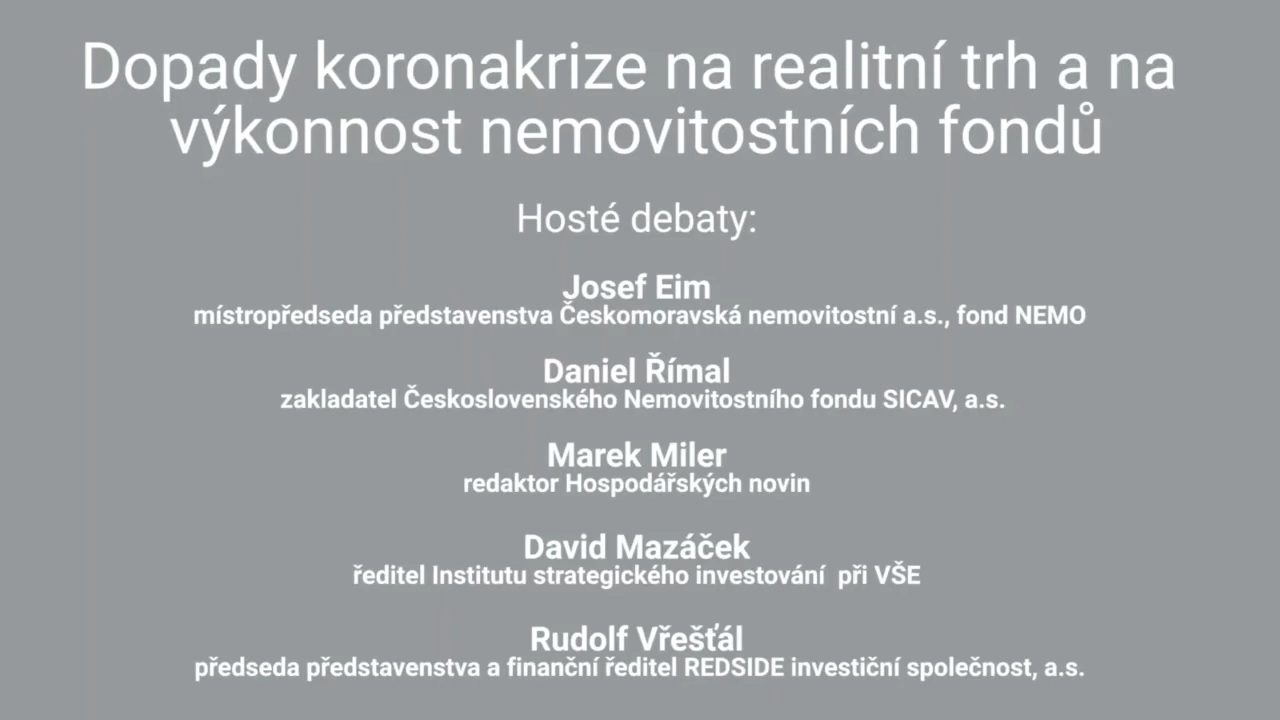 Dopady koronakrize na realitní trh a na
výkonnost nemovitostních fondů
Hosté debaty:
Josef Eim
místropředseda představenstva Českomoravská nemovitostní a.s., fond NEMO
Daniel Římal
zakladatel Československého Nemovitostního fondu SICAV, a.s.
Marek Miler
redaktor Hospodářských novin
David Mazáček
ředitel Institutu strategického investování při VŠE
Rudolf Vřešťál
předseda představenstva a finanční ředitel REDSIDE investiční společnost, a.s.